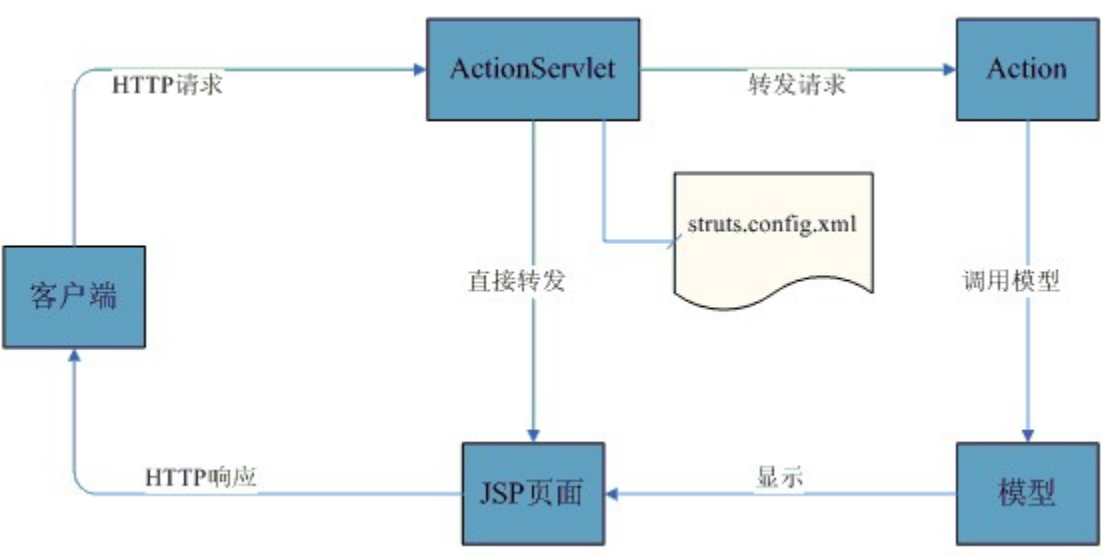 ActionServlet
Action
HTTP请求
转发请求
struts.config.xml
直接转发
调用模型
客户端
HTTP响应
显示
JSP页面
模型